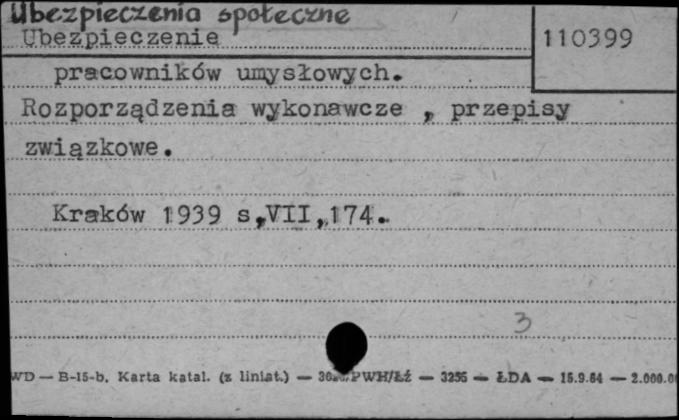 Ubezpieczenia społeczne
Ubezpieczenie
110399
pracowników umysłowych.
Rozporządzenia wykonawcze , przepisy
związkowe.
Kraków 1939 s,VII,174.
3
WD — B-15-b. Karta katal. (z liniat.) — PWH/Łź — 3255 — ŁDA — 15.9.64 — 2.000.0